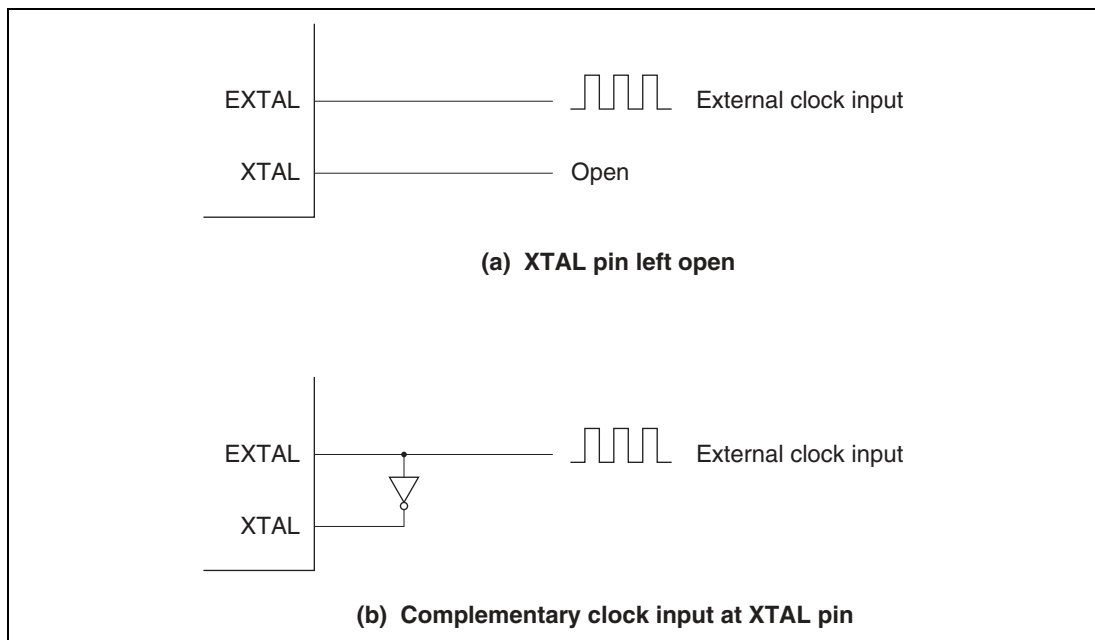 EXTAL External clock input
XTAL Open
(a) XTAL pin left open
EXTAL External clock input
XTAL
(b) Complementary clock input at XTAL pin